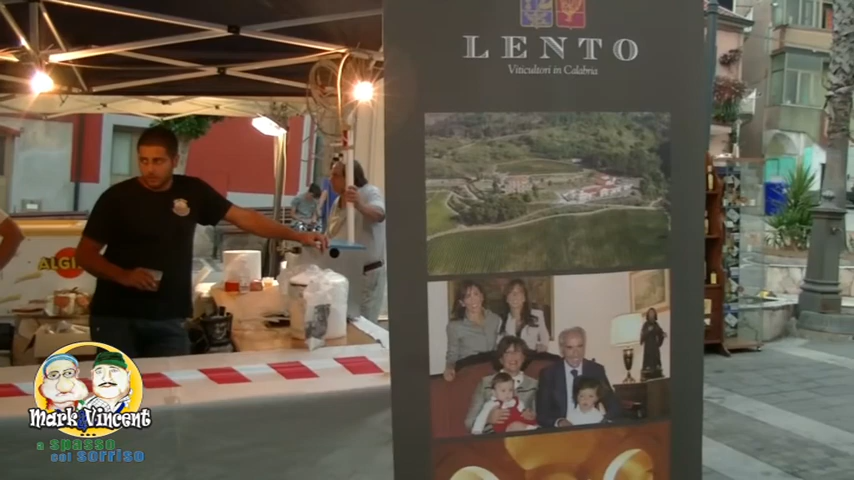 LENTO
Viticultori in Calabria
ALGI
Mark & Vincent
a spasso
col sorriso